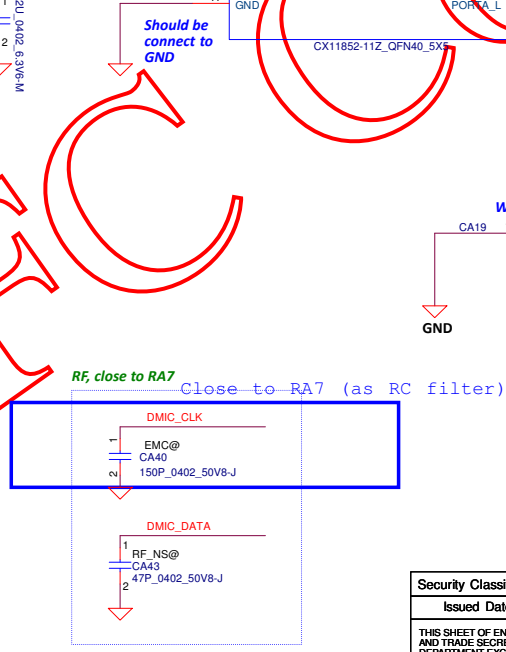 GND
PORTA_L
2U_0402_6.3V6-M
2
Should be
connect to
GND
CX11852-11Z_QFN40_5X5
CA19
GND
RF, close to RA7
Close to RA7 (as RC filter)
DMIC_CLK
1
EMC@
CA40
2
150P_0402_50V8-J
DMIC_DATA
1
RF_NS@
CA43
47P_0402_50V8-J
2
Security Classi
Issued Dat
THIS SHEET OF EN
AND TRADE SECRE
DEPARTMENT EXC